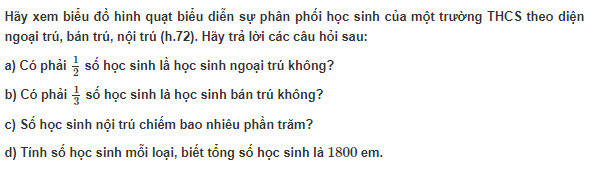 Hãy xem biểu đồ hình quạt biểu diễn sự phân phối học sinh của một trường THCS theo diện
ngoại trú, bán trú, nội trú (h.72). Hãy trả lời các câu hỏi sau:
a) Có phải 1/2 số học sinh là học sinh ngoại trú không?
b) Có phải 1/3 số học sinh là học sinh bán trú không?
c) Số học sinh nội trú chiếm bao nhiêu phần trăm?
d) Tính số học sinh mỗi loại, biết tổng số học sinh là 1800 em.